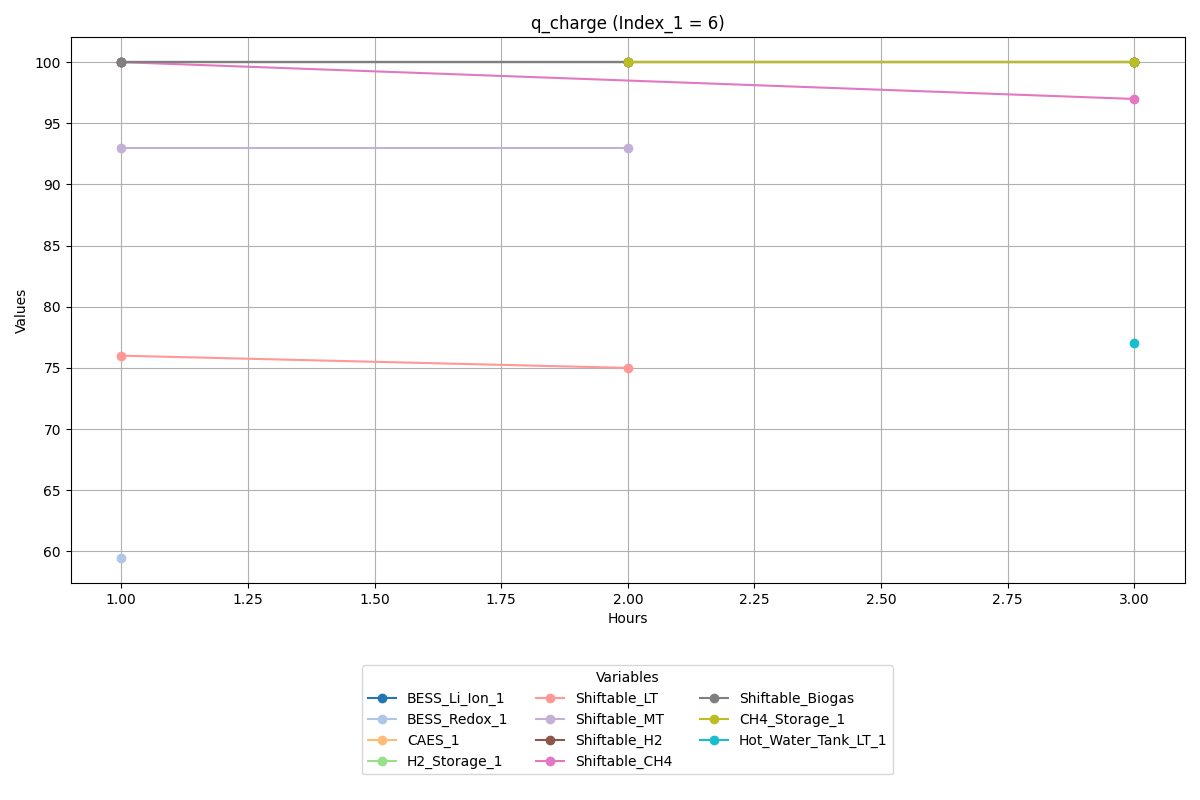 q_charge (Index_1 = 6)
100
95
90
85
80
75
70
65
60
Values
1.00 1.25 1.50 1.75 2.00 2.25 2.50 2.75 3.00
Hours
Variables
BESS_Li_Ion_1 Shiftable_LT Shiftable_Biogas
BESS_Redox_1 Shiftable_MT CH4_Storage_1
CAES_1 Shiftable_H2 Hot_Water_Tank_LT_1
H2_Storage_1 Shiftable_CH4